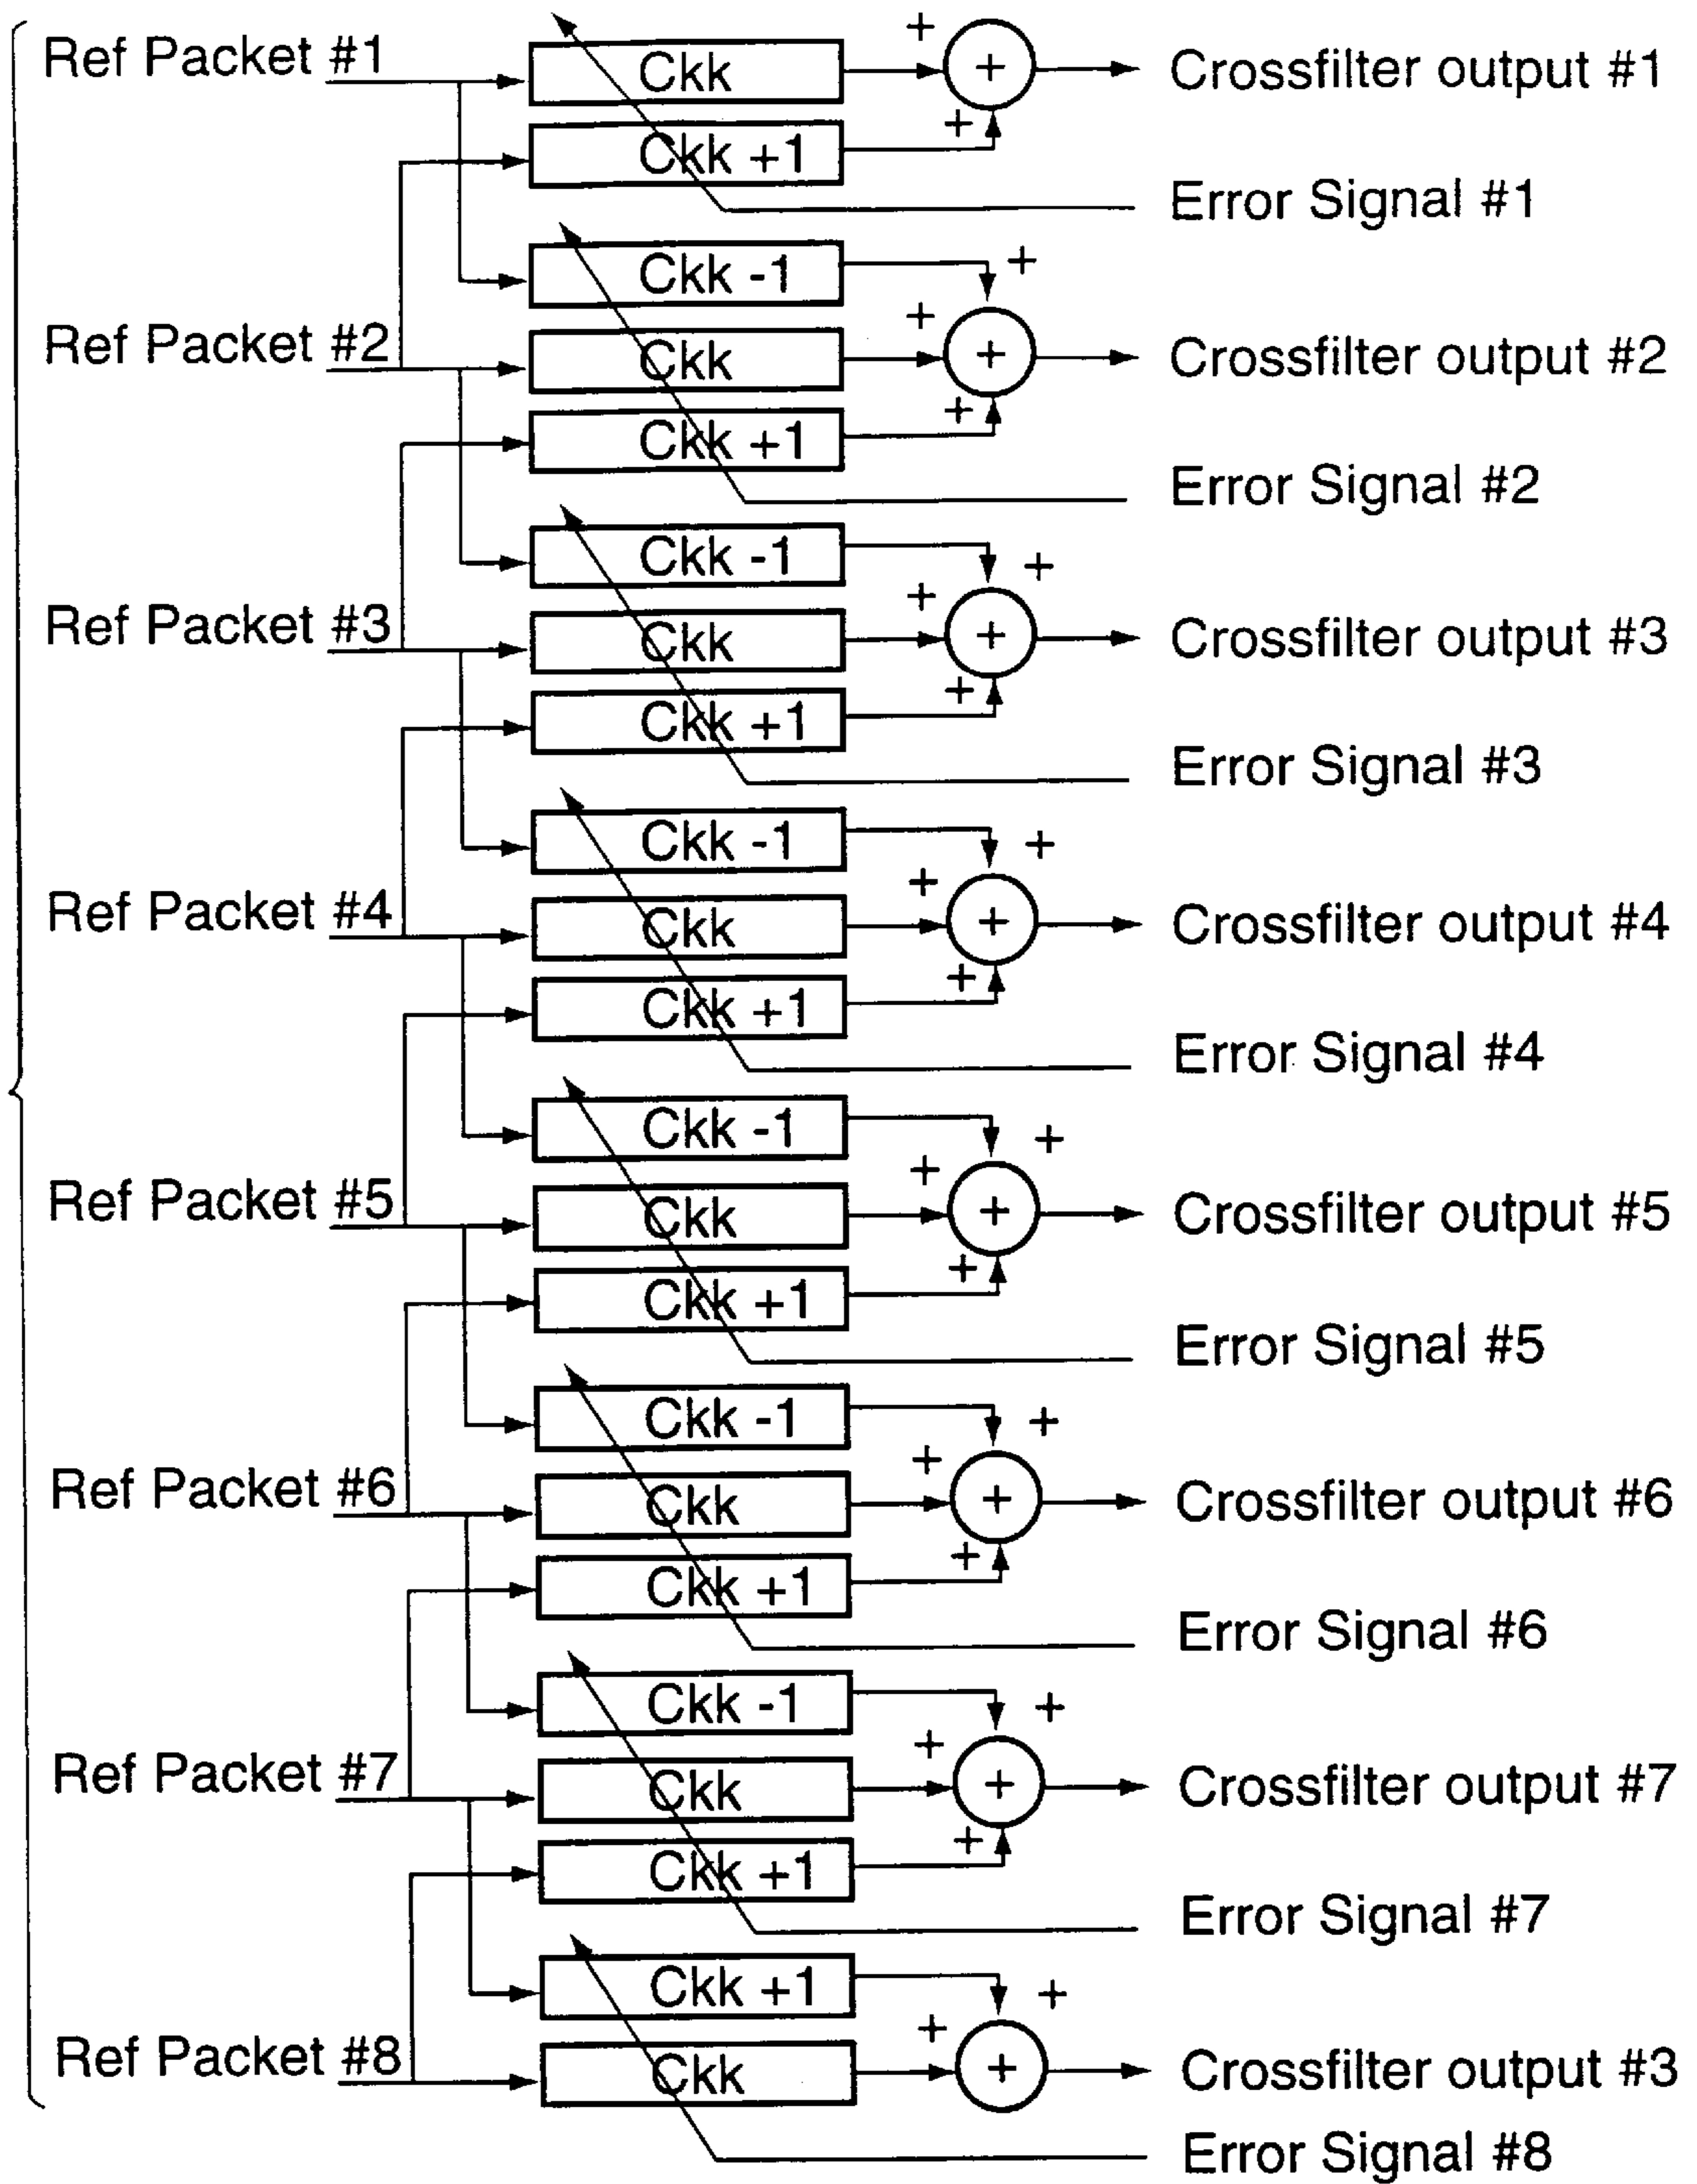 Ref Packet #1
Ckk
+
+
Crossfilter output #1
Ckk +1
+
Error Signal #1
Ckk -1
+
Ref Packet #2
Ckk
+
+
Crossfilter output #2
Ckk +1
+
Error Signal #2
Ckk -1
+
Ref Packet #3
Ckk
+
+
Crossfilter output #3
Ckk +1
+
Error Signal #3
Ckk -1
+
Ref Packet #4
Ckk
+
+
Crossfilter output #4
Ckk +1
+
Error Signal #4
Ckk -1
+
Ref Packet #5
Ckk
+
+
Crossfilter output #5
Ckk +1
+
Error Signal #5
Ckk -1
+
Ref Packet #6
Ckk
+
+
Crossfilter output #6
Ckk +1
+
Error Signal #6
Ckk -1
+
Ref Packet #7
Ckk
+
+
Crossfilter output #7
Ckk +1
+
Error Signal #7
Ckk +1
+
Ref Packet #8
Ckk
+
+
Crossfilter output #3
Error Signal #8